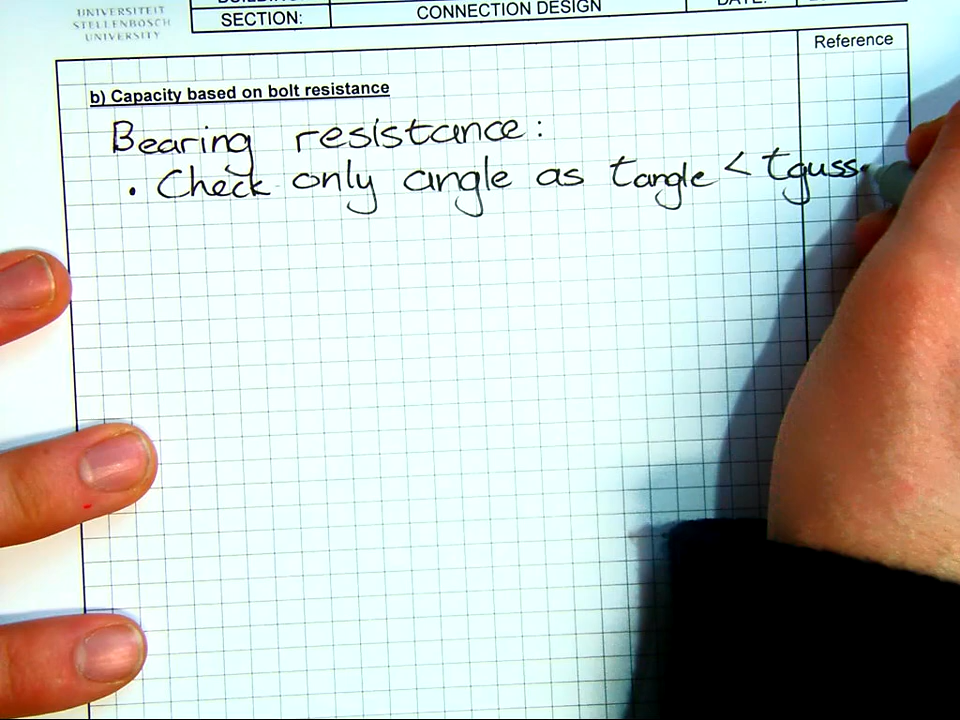 UNIVERSITEIT
STELLENBOSCH
UNIVERSITY
SECTION:
CONNECTION DESIGN
Reference
b) Capacity based on bolt resistance
Bearing resistance:
• Check only angle as tangle < tguss